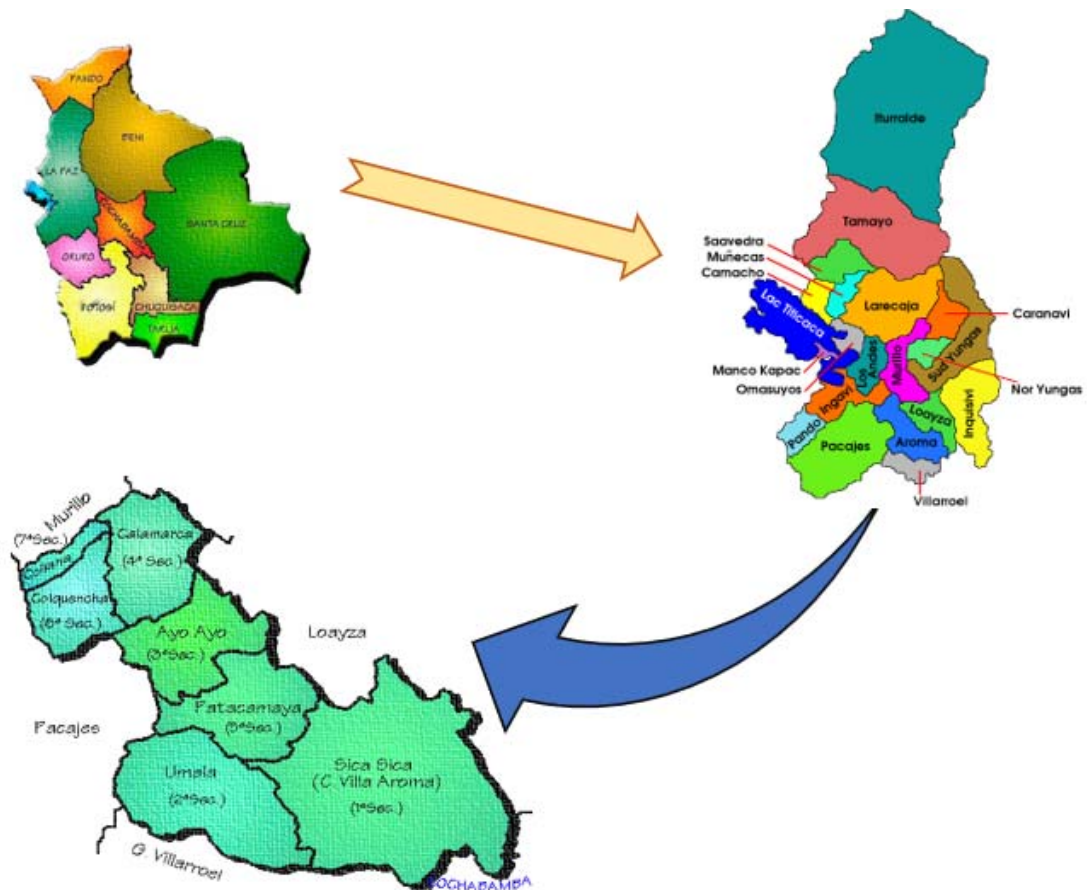 PANDO
BENI
LA PAZ
COCHABAMBA
SANTA CRUZ
ORURO
POTOSÍ
CHUQUISACA
TARIJA
Iturralde
Tamayo
Saavedra
Muñecas
Camacho
Lac Titicaca
Larecaja
Caranavi
Manco Kapac
Omasuyos
Los Andes
Murillo
Sud Yungas
Nor Yungas
Ingavi
Pando
Pacajes
Loayza
Aroma
Inquisivi
Villarroel
Murillo
(7ªSec.)
Collana
Calamarca
(4ª Sec.)
Colquencha
(6ª Sec.)
Ayo Ayo
(3ªSec.)
Loayza
Patacamaya
(5ªSec.)
Pacajes
Umala
(2ªSec.)
Sica Sica
(C. Villa Aroma)
(1ªSec.)
G. Villarroel
COCHABAMBA